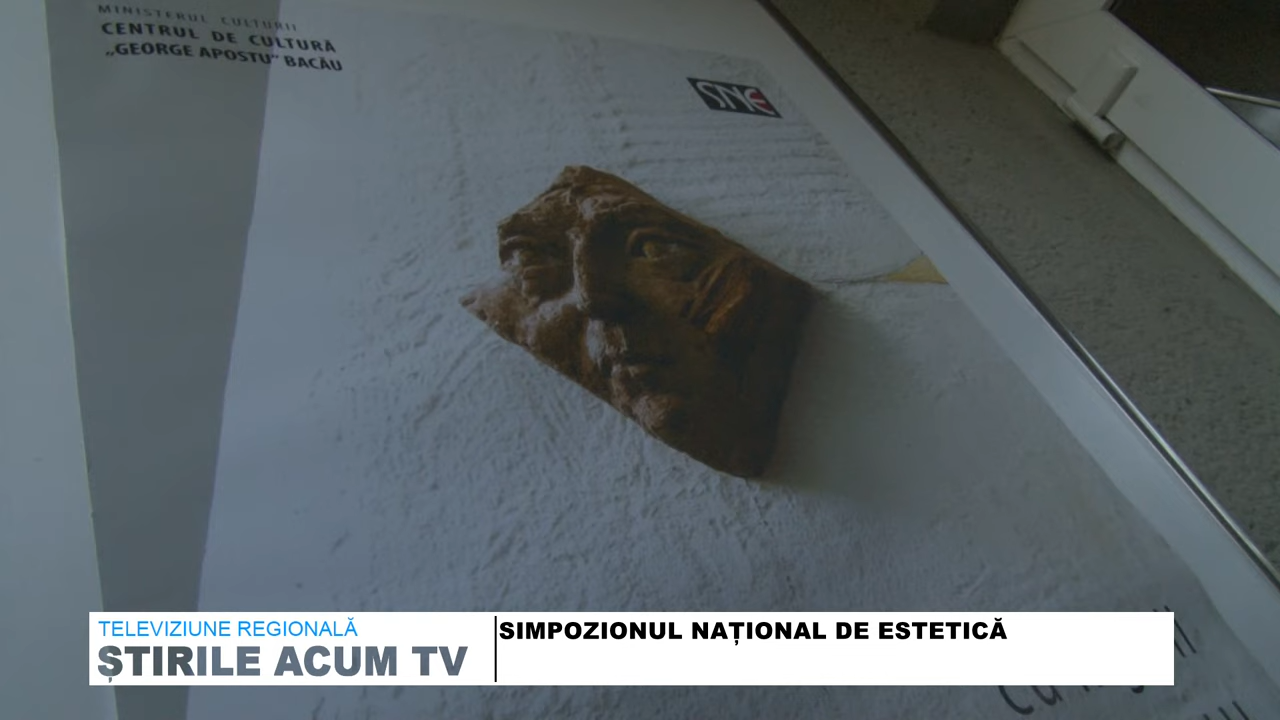 MINISTERUL CULTURII
CENTRUL DE CULTURĂ
„GEORGE APOSTU” BACĂU
SNE
TELEVIZIUNE REGIONALĂ
ȘTIRILE ACUM TV
SIMPOZIONUL NAȚIONAL DE ESTETICĂ